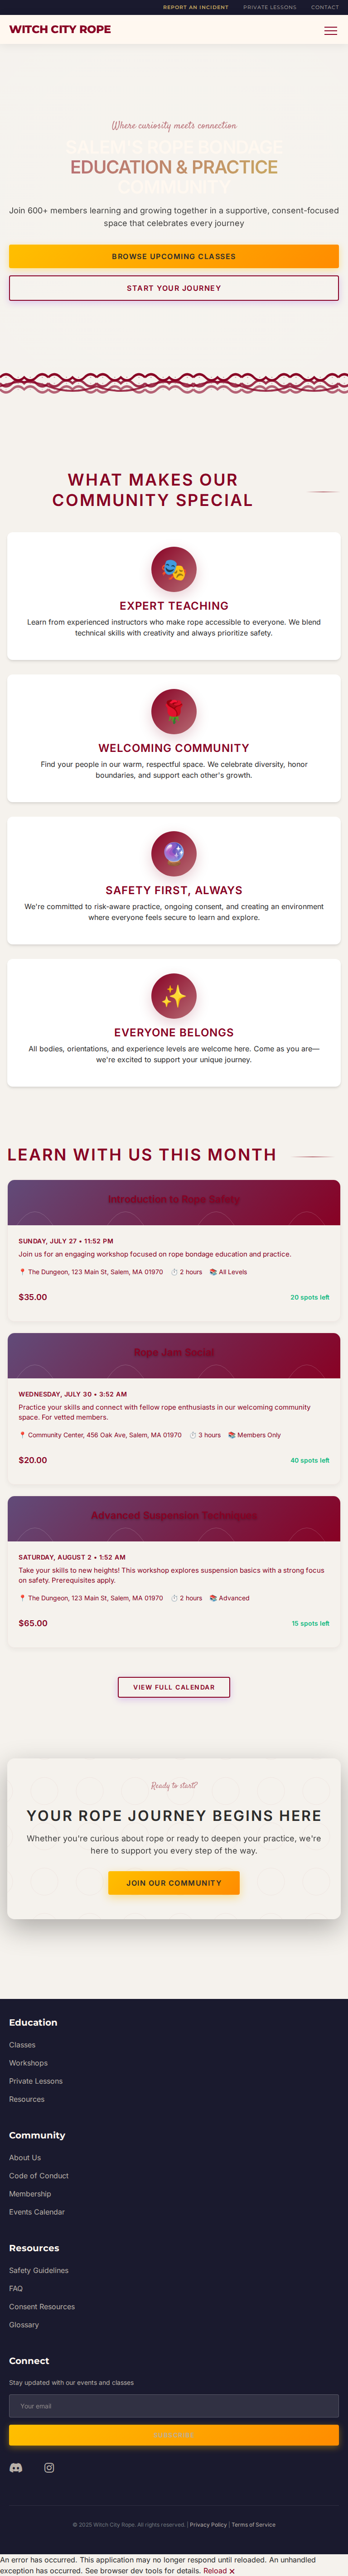 REPORT AN INCIDENT PRIVATE LESSONS CONTACT
WITCH CITY ROPE
Where curiosity meets connection
SALEM'S ROPE BONDAGE
EDUCATION & PRACTICE
COMMUNITY
Join 600+ members learning and growing together in a supportive, consent-focused
space that celebrates every journey
BROWSE UPCOMING CLASSES
START YOUR JOURNEY
WHAT MAKES OUR
COMMUNITY SPECIAL
EXPERT TEACHING
Learn from experienced instructors who make rope accessible to everyone. We blend
technical skills with creativity and always prioritize safety.
WELCOMING COMMUNITY
Find your people in our warm, respectful space. We celebrate diversity, honor
boundaries, and support each other's growth.
SAFETY FIRST, ALWAYS
We're committed to risk-aware practice, ongoing consent, and creating an environment
where everyone feels secure to learn and explore.
EVERYONE BELONGS
All bodies, orientations, and experience levels are welcome here. Come as you are—
we're excited to support your unique journey.
LEARN WITH US THIS MONTH
Introduction to Rope Safety
SUNDAY, JULY 27 • 11:52 PM
Join us for an engaging workshop focused on rope bondage education and practice.
📍 The Dungeon, 123 Main St, Salem, MA 01970 ⏱️ 2 hours 📚 All Levels
$35.00 20 spots left
Rope Jam Social
WEDNESDAY, JULY 30 • 3:52 AM
Practice your skills and connect with fellow rope enthusiasts in our welcoming community
space. For vetted members.
📍 Community Center, 456 Oak Ave, Salem, MA 01970 ⏱️ 3 hours 📚 Members Only
$20.00 40 spots left
Advanced Suspension Techniques
SATURDAY, AUGUST 2 • 1:52 AM
Take your skills to new heights! This workshop explores suspension basics with a strong focus
on safety. Prerequisites apply.
📍 The Dungeon, 123 Main St, Salem, MA 01970 ⏱️ 2 hours 📚 Advanced
$65.00 15 spots left
VIEW FULL CALENDAR
Ready to start?
YOUR ROPE JOURNEY BEGINS HERE
Whether you're curious about rope or ready to deepen your practice, we're
here to support you every step of the way.
JOIN OUR COMMUNITY
Education
Classes
Workshops
Private Lessons
Resources
Community
About Us
Code of Conduct
Membership
Events Calendar
Resources
Safety Guidelines
FAQ
Consent Resources
Glossary
Connect
Stay updated with our events and classes
Your email
© 2025 Witch City Rope. All rights reserved. | Privacy Policy | Terms of Service
An error has occurred. This application may no longer respond until reloaded. An unhandled
exception has occurred. See browser dev tools for details. Reload ×